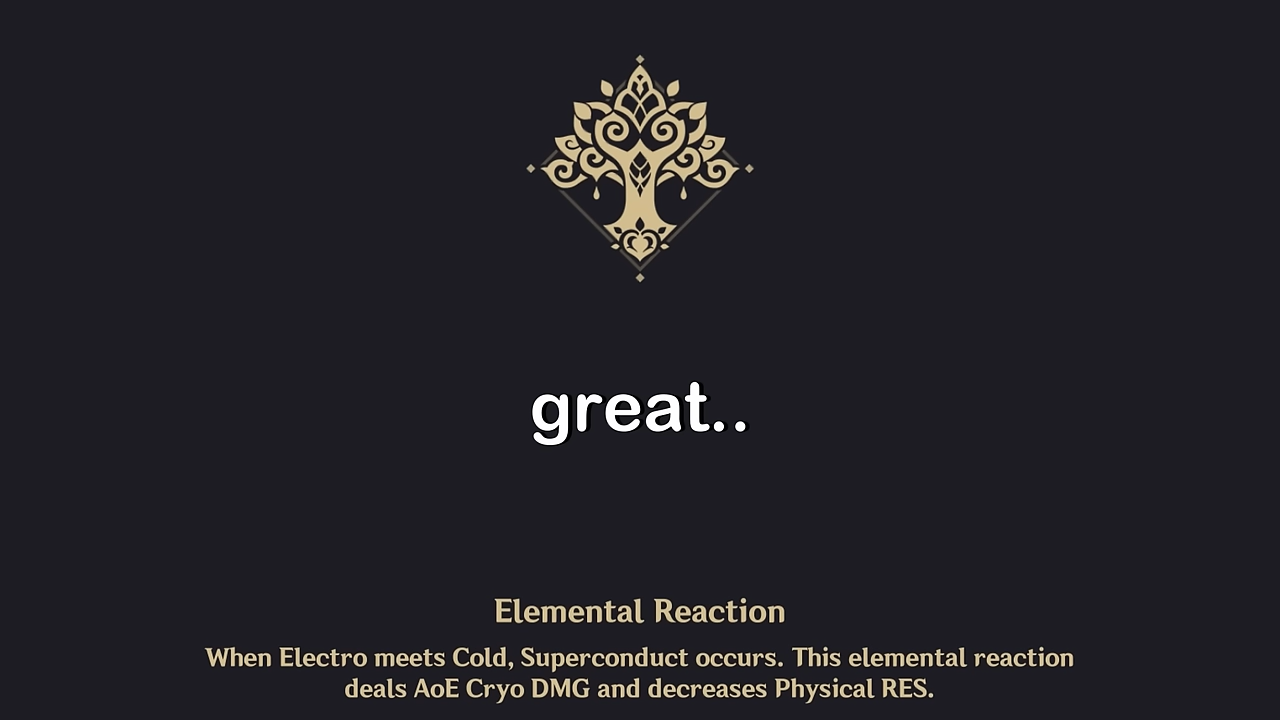 great..
Elemental Reaction
When Electro meets Cold, Superconduct occurs. This elemental reaction
deals AoE Cryo DMG and decreases Physical RES.